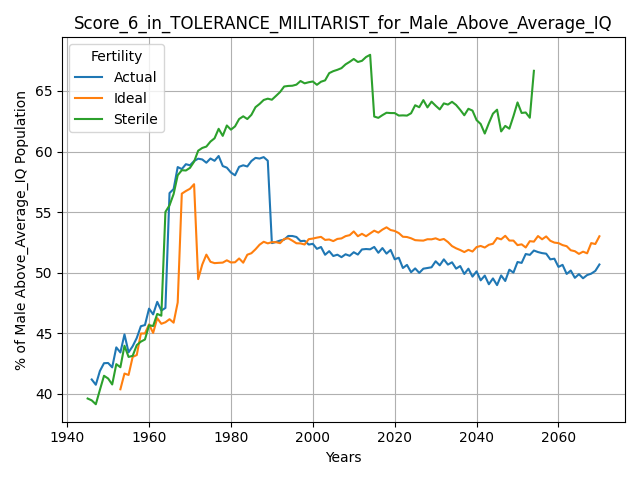 Score_6_in_TOLERANCE_MILITARIST_for_Male_Above_Average_IQ
Fertility
Actual
Ideal
Sterile
% of Male Above_Average_IQ Population
65
60
55
50
45
40
1940
1960
1980
2000
2020
2040
2060
Years